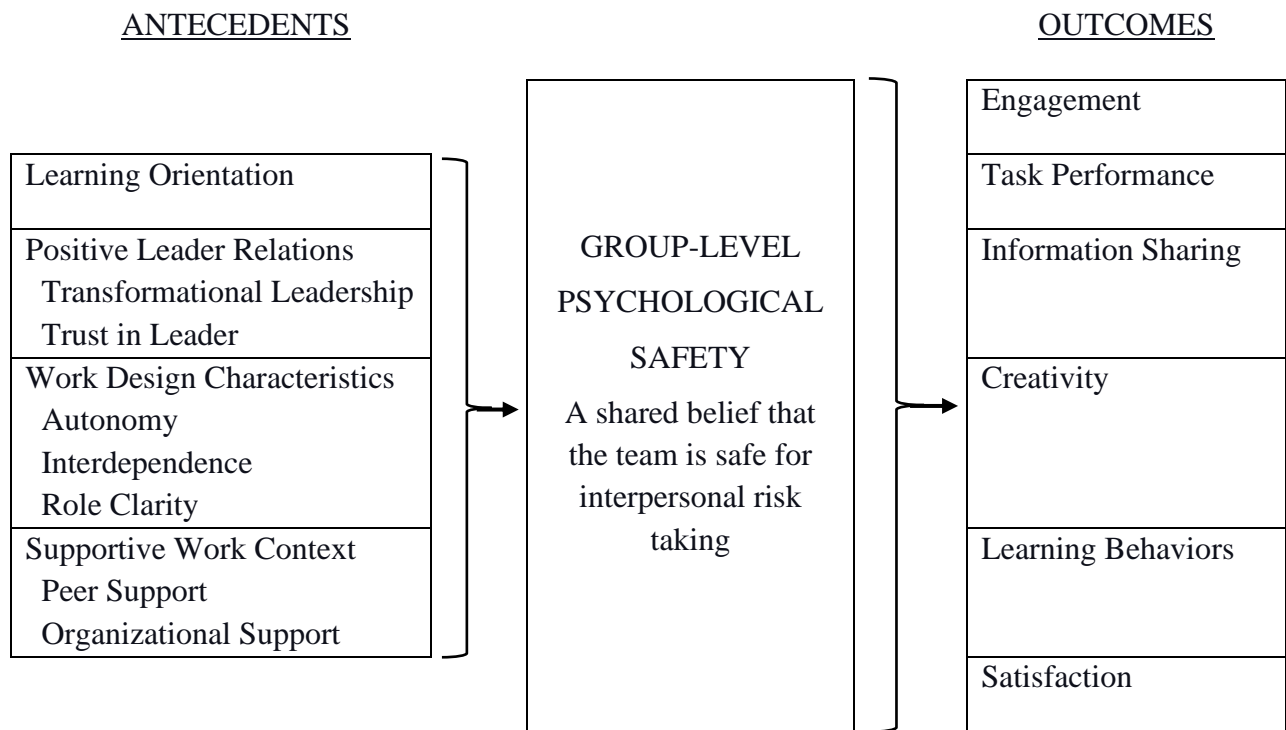 ANTECEDENTS
OUTCOMES
Learning Orientation
Positive Leader Relations
Transformational Leadership
Trust in Leader
Work Design Characteristics
Autonomy
Interdependence
Role Clarity
Supportive Work Context
Peer Support
Organizational Support
GROUP-LEVEL
PSYCHOLOGICAL
SAFETY
A shared belief that
the team is safe for
interpersonal risk
taking
Engagement
Task Performance
Information Sharing
Creativity
Learning Behaviors
Satisfaction